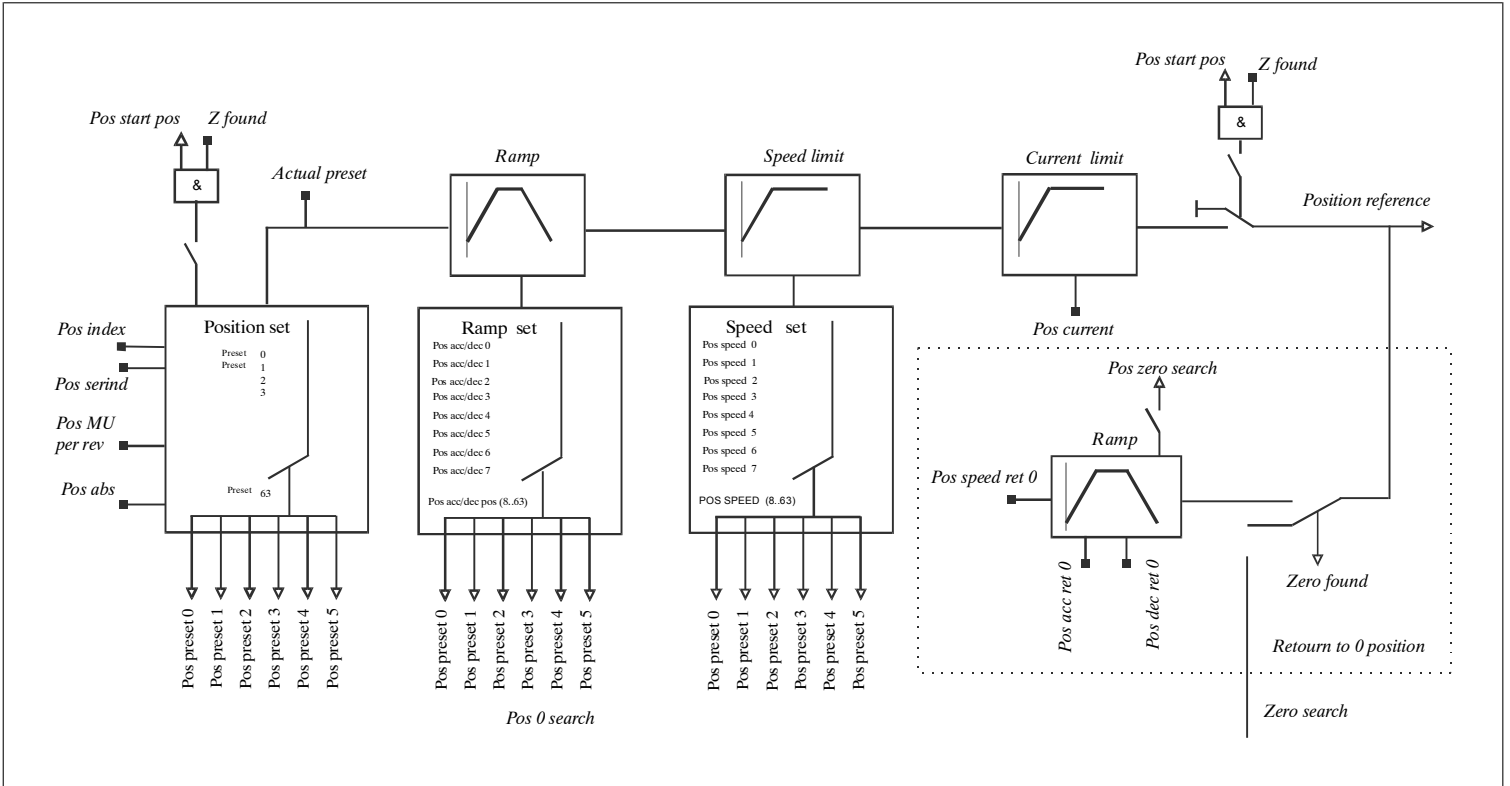 Pos start pos
Z found
&
Pos start pos
Z found
&
Actual preset
Ramp
Speed limit
Current limit
Position reference
Pos index
Pos serind
Pos MU
per rev
Pos abs
Position set
Preset 0
Preset 1
2
3
Preset 63
Ramp set
Pos acc/dec 0
Pos acc/dec 1
Pos acc/dec 2
Pos acc/dec 3
Pos acc/dec 4
Pos acc/dec 5
Pos acc/dec 6
Pos acc/dec 7
Pos acc/dec pos (8..63)
Speed set
Pos speed 0
Pos speed 1
Pos speed 2
Pos speed 3
Pos speed 4
Pos speed 5
Pos speed 6
Pos speed 7
POS SPEED (8..63)
Pos current
Pos zero search
Ramp
Pos speed ret 0
Pos acc ret 0
Pos dec ret 0
Zero found
Retourn to 0 position
Zero search
Pos preset 0
Pos preset 1
Pos preset 2
Pos preset 3
Pos preset 4
Pos preset 5
Pos preset 0
Pos preset 1
Pos preset 2
Pos preset 3
Pos preset 4
Pos preset 5
Pos preset 0
Pos preset 1
Pos preset 2
Pos preset 3
Pos preset 4
Pos preset 5
Pos 0 search